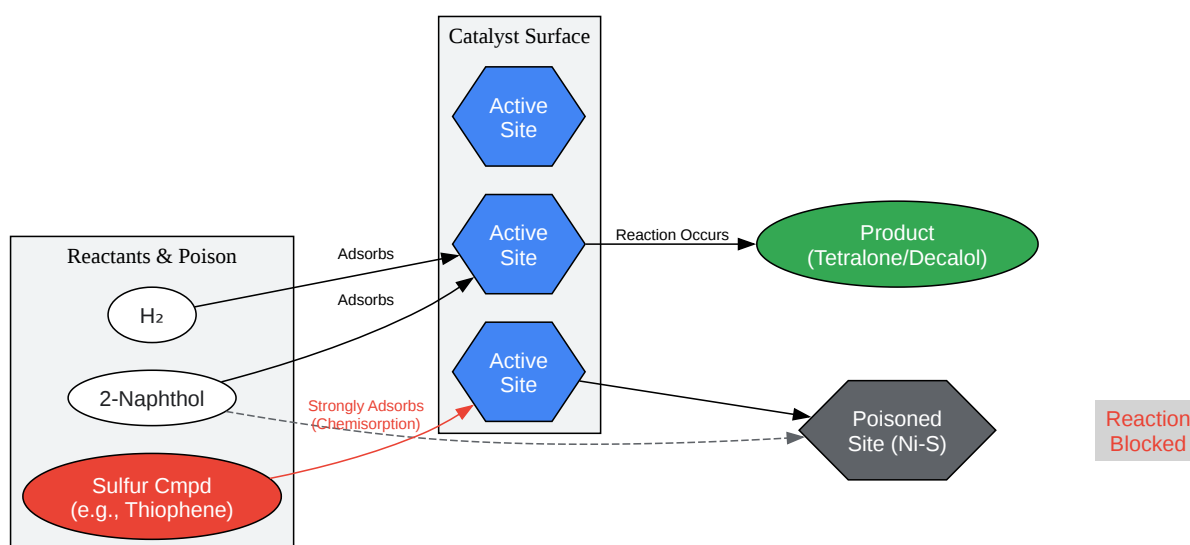 Catalyst Surface
Active
Site
Active
Site
Active
Site
Reactants & Poison
H₂
2-Naphthol
Sulfur Cmpd
(e.g., Thiophene)
Adsorbs
Adsorbs
Strongly Adsorbs
(Chemisorption)
Reaction Occurs
Product
(Tetralone/Decalol)
Poisoned
Site (Ni-S)
Reaction
Blocked